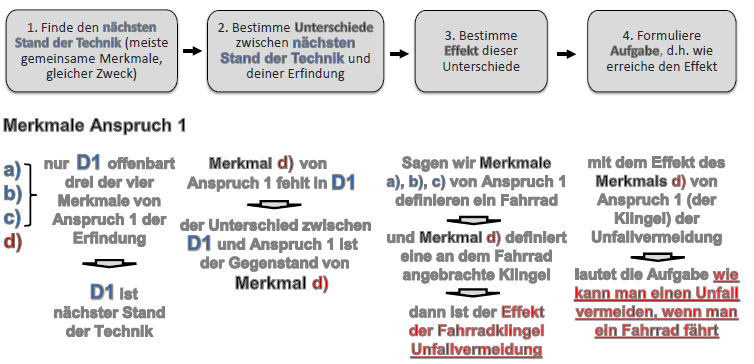 1. Finde den nächsten
Stand der Technik (meiste
gemeinsame Merkmale,
gleicher Zweck)
2. Bestimme Unterschiede
zwischen nächsten
Stand der Technik und
deiner Erfindung
3. Bestimme
Effekt dieser
Unterschiede
4. Formuliere
Aufgabe, d.h. wie
erreiche den Effekt
Merkmale Anspruch 1
a)
b)
c)
d)
nur D1 offenbart
drei der vier
Merkmale von
Anspruch 1 der
Erfindung
D1 ist
nächster Stand
der Technik
Merkmal d) von
Anspruch 1 fehlt in D1
der Unterschied zwischen
D1 und Anspruch 1 ist
der Gegenstand von
Merkmal d)
Sagen wir Merkmale
a), b), c) von Anspruch 1
definieren ein Fahrrad
und Merkmal d) definiert
eine an dem Fahrrad
angebrachte Klingel
dann ist der Effekt
der Fahrradklingel
Unfallvermeidung
mit dem Effekt des
Merkmals d) von
Anspruch 1 (der
Klingel) der
Unfallvermeidung
lautet die Aufgabe wie
kann man einen Unfall
vermeiden, wenn man
ein Fahrrad fährt